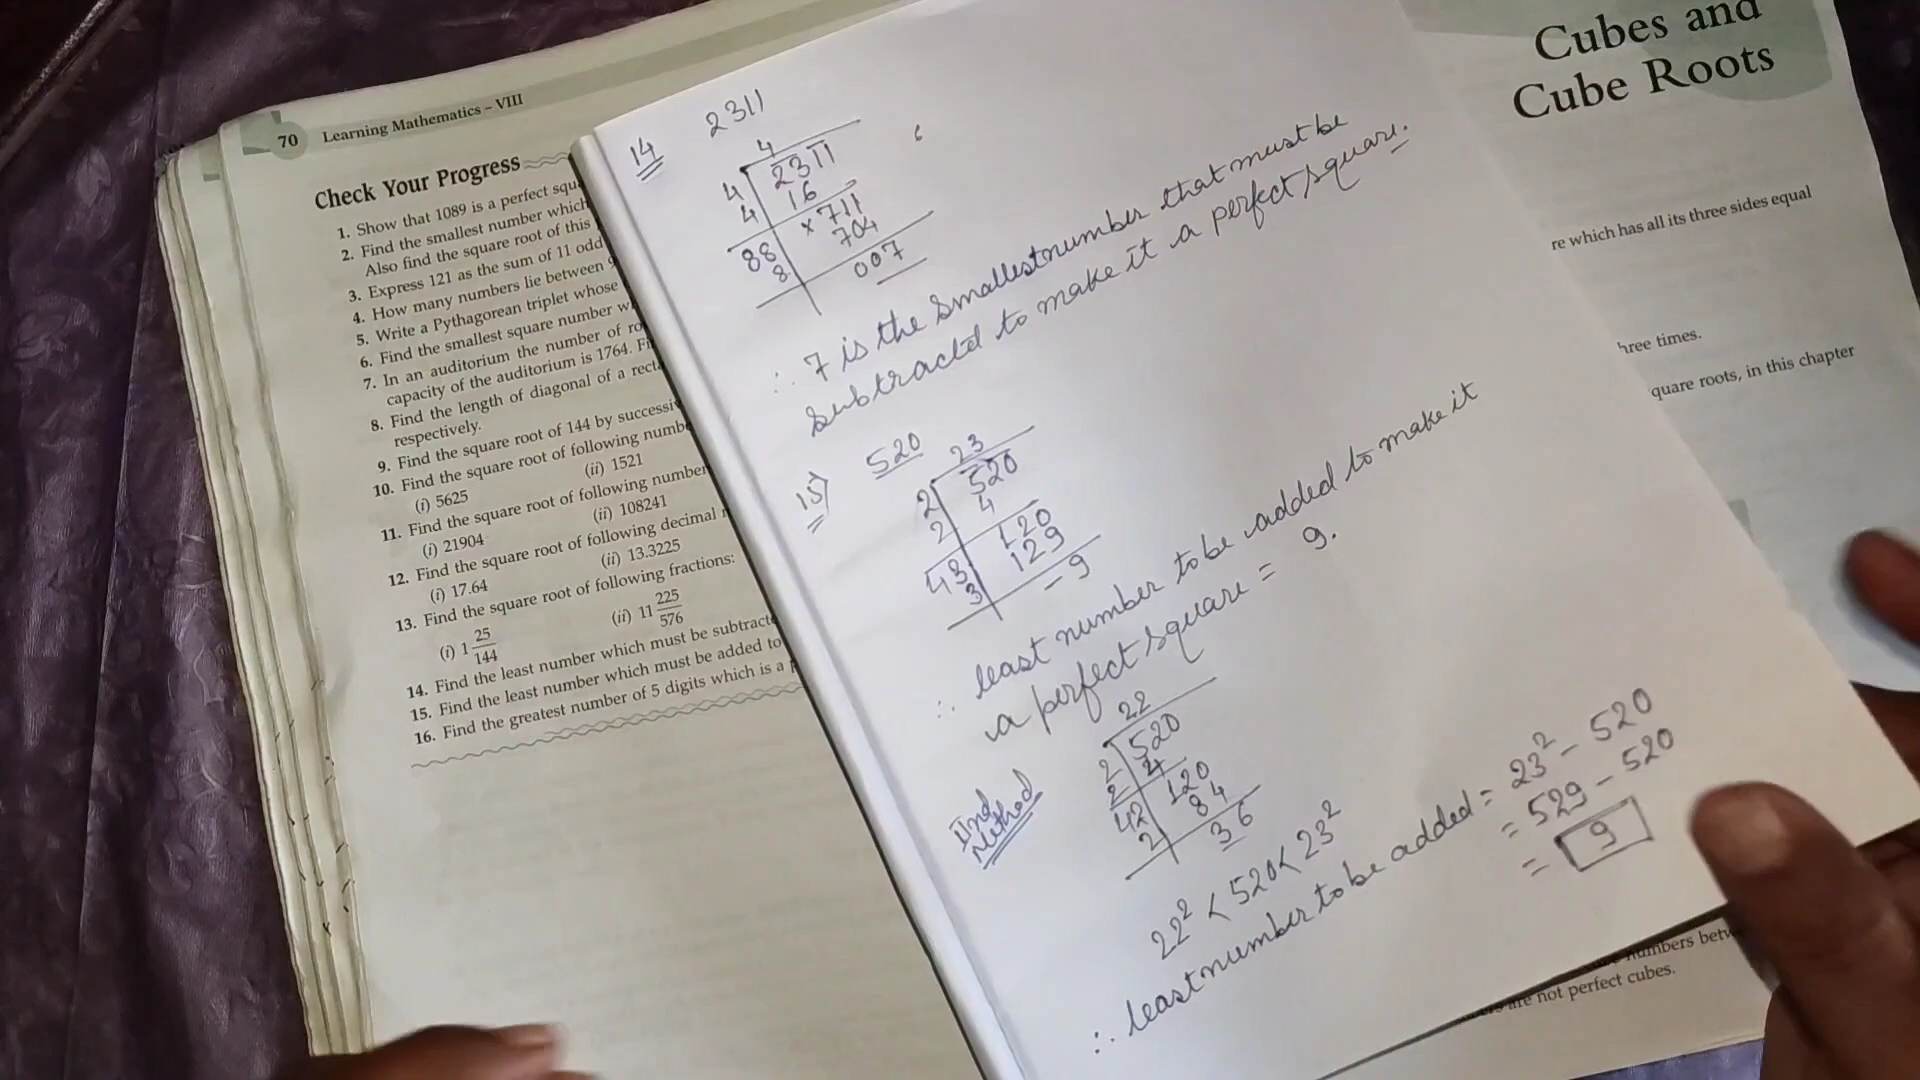 70 Learning Mathematics – VIII
Check Your Progress
1. Show that 1089 is a perfect squ
2. Find the smallest number which
Also find the square root of this
3. Express 121 as the sum of 11 odd
4. How many numbers lie between 9
5. Write a Pythagorean triplet whose
6. Find the smallest square number w
7. In an auditorium the number of ro
capacity of the auditorium is 1764. Fi
8. Find the length of diagonal of a recta
respectively.
9. Find the square root of 144 by successi
10. Find the square root of following numbe
(i) 5625 (ii) 1521
11. Find the square root of following number
(i) 21904 (ii) 108241
12. Find the square root of following decimal
(i) 17.64 (ii) 13.3225
13. Find the square root of following fractions:
(i) 1 25/144 (ii) 11 225/576
14. Find the least number which must be subtracte
15. Find the least number which must be added to
16. Find the greatest number of 5 digits which is a p
14 2311
4
4 2311
4 16
88 ×711
8 704
007
∴ 7 is the smallest number that must be
subtractd to make it a perfect square.
15) 520
23
2 520
2 4
43 120
3 129
-9
∴ least number to be added to make it
a perfect square = 9.
IInd
Method
22
2 520
2 4
42 120
2 84
36
22² < 520 < 23²
∴ least number to be added = 23² - 520
= 529 - 520
= 9
Cubes and
Cube Roots
re which has all its three sides equal
hree times.
quare roots, in this chapter
numbers betw
are not perfect cubes.